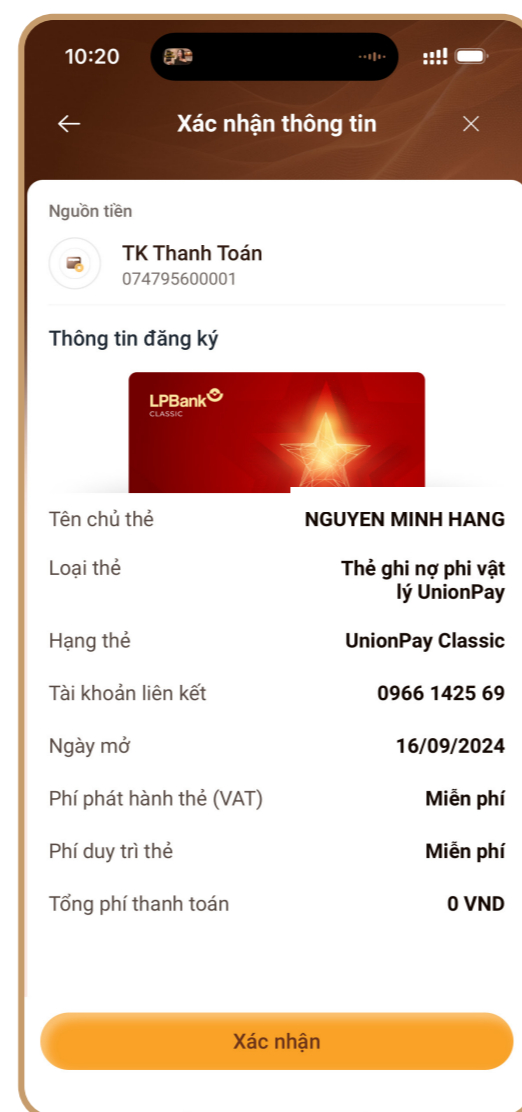 10:20
Xác nhận thông tin
Nguồn tiền
TK Thanh Toán
074795600001
Thông tin đăng ký
LPBank
CLASSIC
Tên chủ thẻ NGUYEN MINH HANG
Loại thẻ Thẻ ghi nợ phi vật
lý UnionPay
Hạng thẻ UnionPay Classic
Tài khoản liên kết 0966 1425 69
Ngày mở 16/09/2024
Phí phát hành thẻ (VAT) Miễn phí
Phí duy trì thẻ Miễn phí
Tổng phí thanh toán 0 VND
Xác nhận